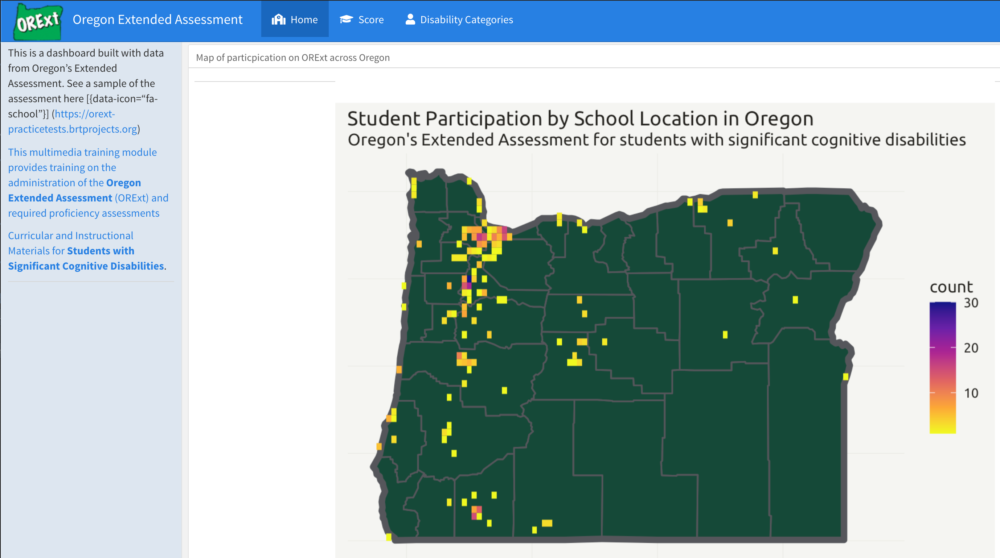 ORExt
Oregon Extended Assessment
Home
Score
Disability Categories
This is a dashboard built with data
from Oregon’s Extended
Assessment. See a sample of the
assessment here [{data-icon=“fa-
school”}] (https://orext-
practicetests.brtprojects.org)
This multimedia training module
provides training on the
administration of the Oregon
Extended Assessment (ORExt) and
required proficiency assessments
Curricular and Instructional
Materials for Students with
Significant Cognitive Disabilities.
Map of particpication on ORExt across Oregon
Student Participation by School Location in Oregon
Oregon's Extended Assessment for students with significant cognitive disabilities
count
30
20
10